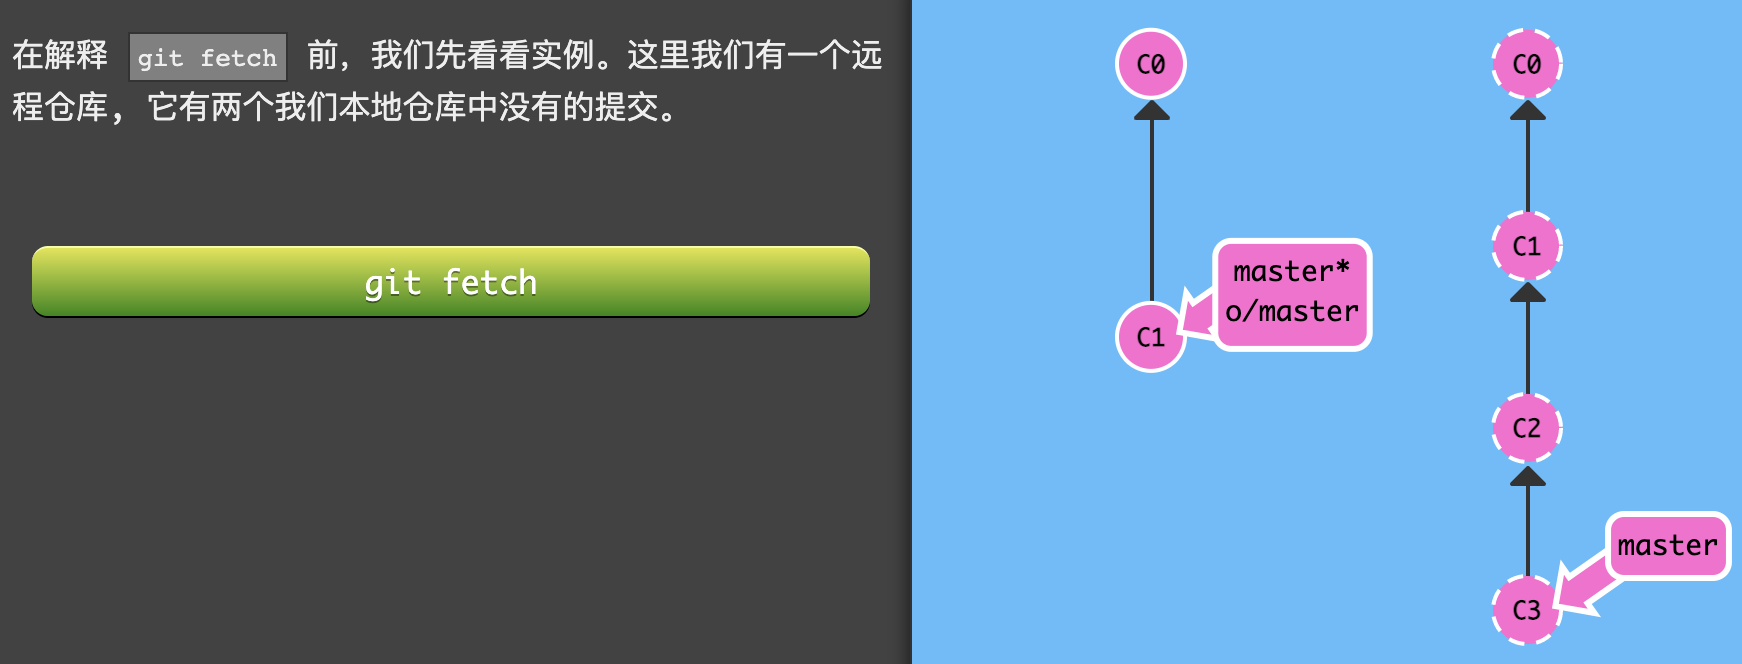 在解释 git fetch 前，我们先看看实例。这里我们有一个远
程仓库, 它有两个我们本地仓库中没有的提交。
git fetch
C0
C1
master*
o/master
C0
C1
C2
C3
master